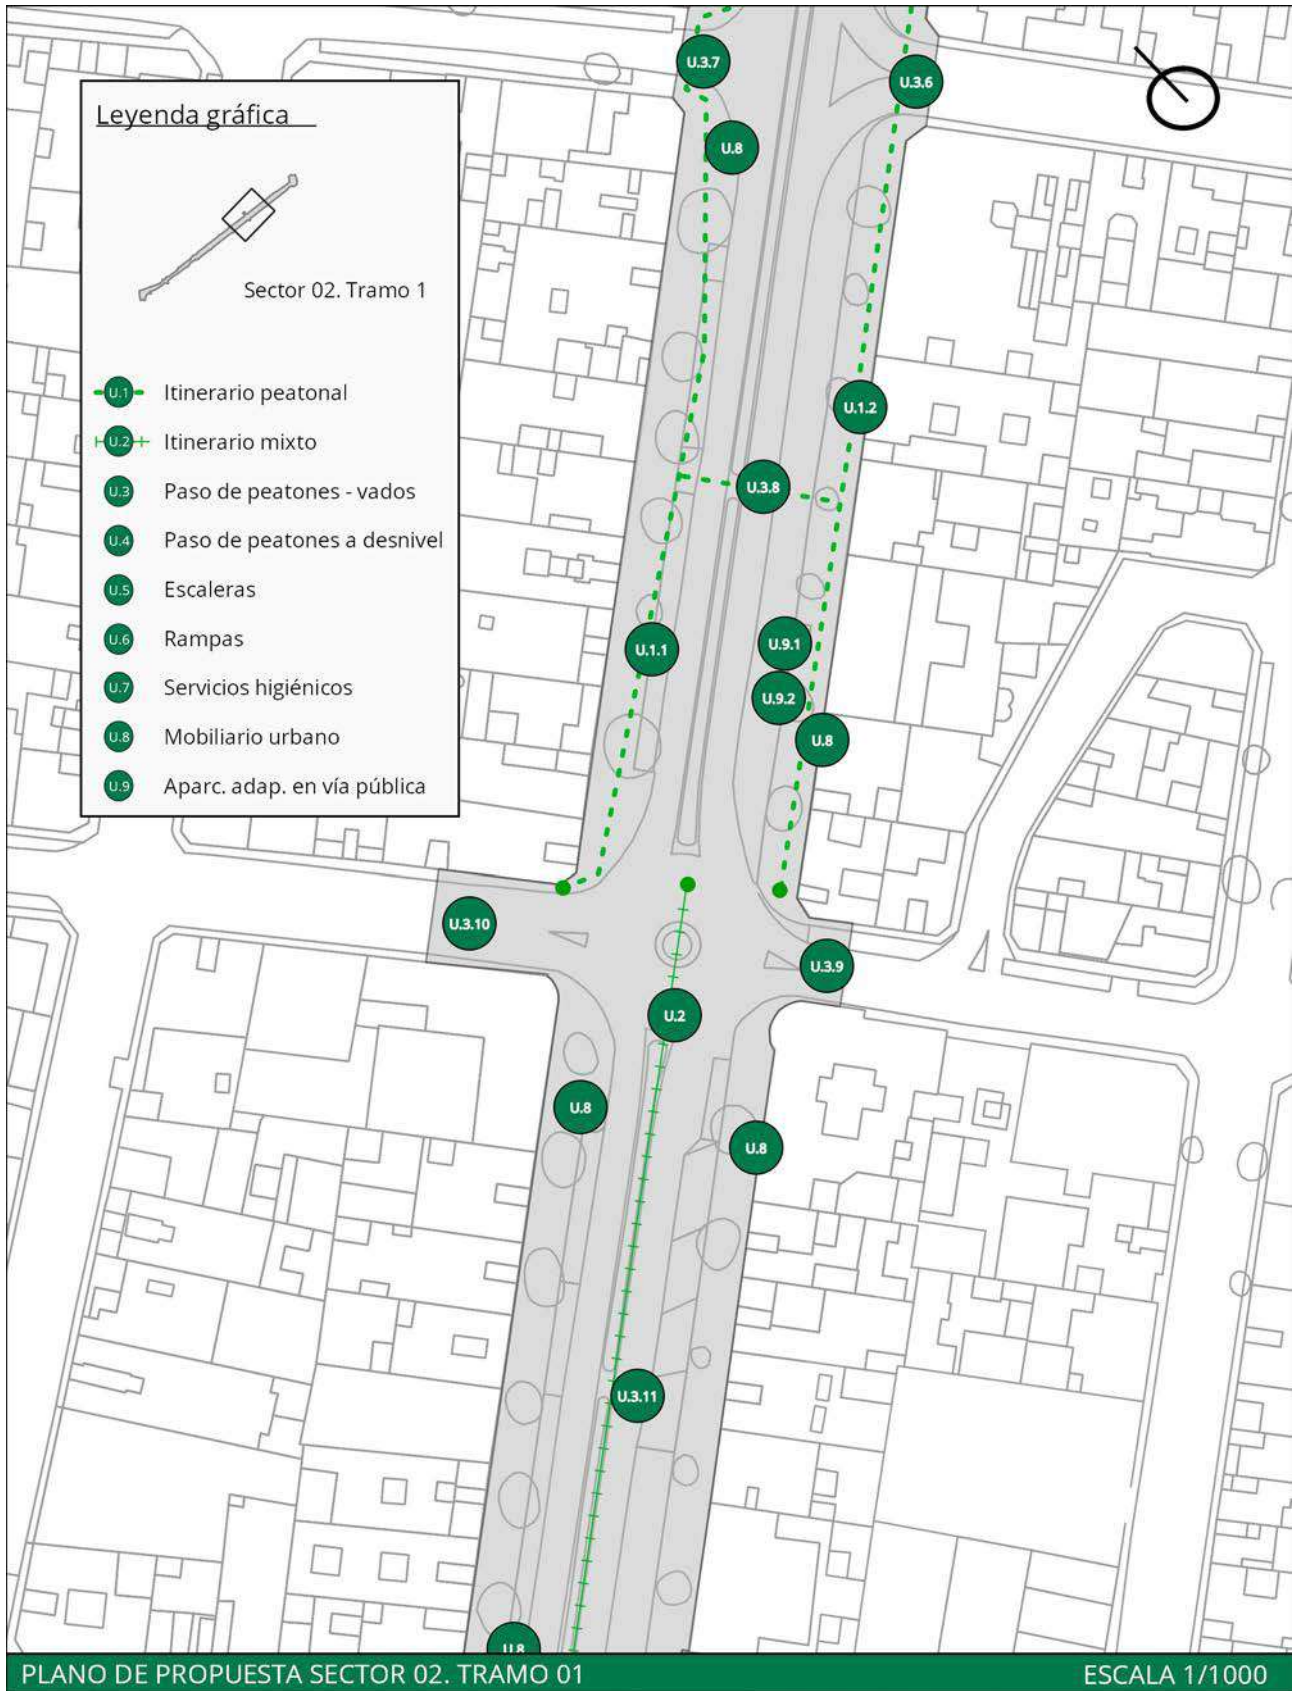 Leyenda gráfica
Sector 02. Tramo 1
U.1 Itinerario peatonal
U.2 Itinerario mixto
U.3 Paso de peatones - vados
U.4 Paso de peatones a desnivel
U.5 Escaleras
U.6 Rampas
U.7 Servicios higiénicos
U.8 Mobiliario urbano
U.9 Aparc. adap. en vía pública
U.3.7
U.3.6
U.8
U.1.2
U.3.8
U.9.1
U.1.1
U.9.2
U.8
U.3.10
U.3.9
U.2
U.8
U.8
U.3.11
U.8
PLANO DE PROPUESTA SECTOR 02. TRAMO 01
ESCALA 1/1000